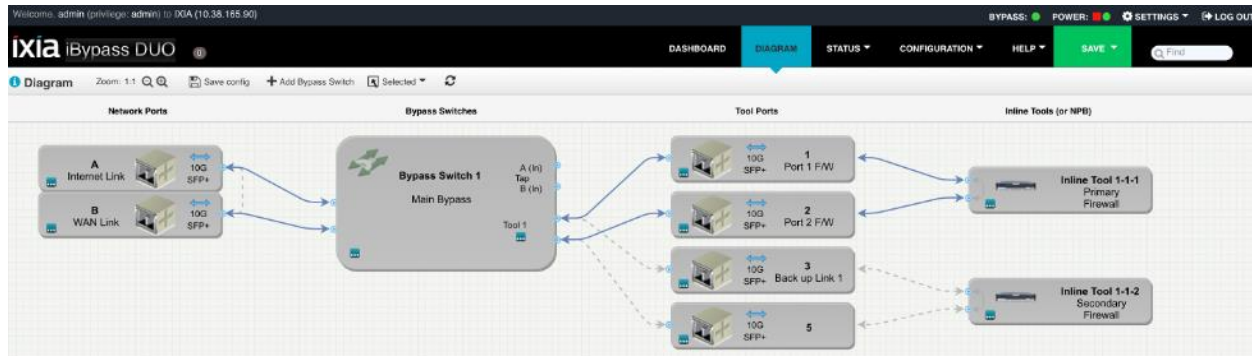 Welcome, admin (privilege: admin) to IXIA (10.38.165.90)
BYPASS: POWER: SETTINGS LOG OUT
ixia iBypass DUO 0
DASHBOARD DIAGRAM STATUS CONFIGURATION HELP SAVE Find
Diagram Zoom: 1:1 Save config Add Bypass Switch Selected
Network Ports Bypass Switches Tool Ports Inline Tools (or NPB)
A
Internet Link
10G
SFP+
B
WAN Link
10G
SFP+
Bypass Switch 1
Main Bypass
A (In)
Tap
B (In)
Tool 1
10G
SFP+
1
Port 1 F/W
10G
SFP+
2
Port 2 F/W
10G
SFP+
3
Back up Link 1
10G
SFP+
5
Inline Tool 1-1-1
Primary
Firewall
Inline Tool 1-1-2
Secondary
Firewall